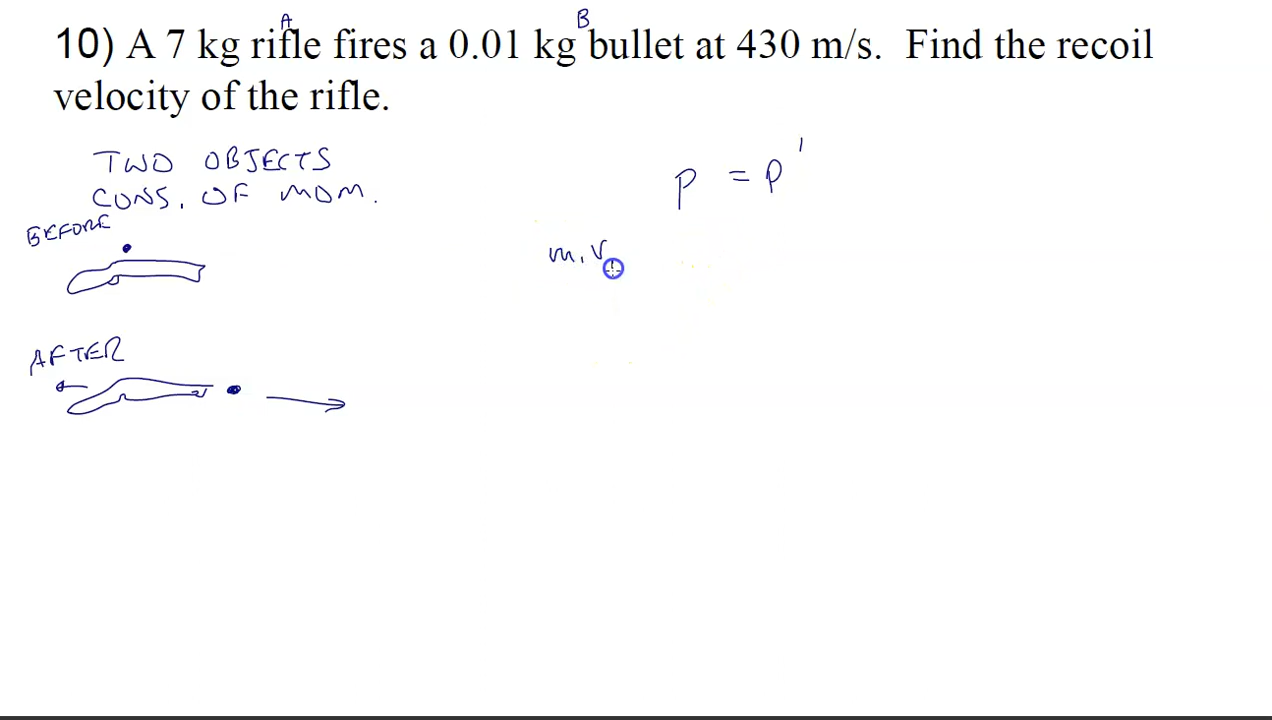 A B
10) A 7 kg rifle fires a 0.01 kg bullet at 430 m/s. Find the recoil
velocity of the rifle.
TWO OBJECTS
CONS. OF MOM.
p = p'
BEFORE
m, v
AFTER